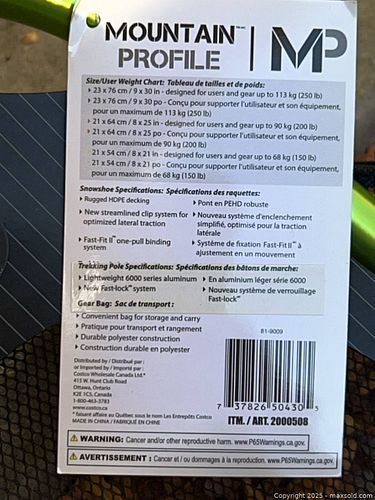 MOUNTAIN™
PROFILE
MP
Size/User Weight Chart: Tableau de tailles et de poids:
23 x 76 cm / 9 x 30 in - designed for users and gear up to 113 kg (250 lb)
23 x 76 cm / 9 x 30 po - Conçu pour supporter l'utilisateur et son équipement,
pour un maximum de 113 kg (250 lb)
21 x 64 cm / 8 x 25 in - designed for users and gear up to 90 kg (200 lb)
21 x 64 cm / 8 x 25 po - Conçu pour supporter l'utilisateur et son équipement,
pour un maximum de 90 kg (200 lb)
21 x 54 cm / 8 x 21 in - designed for users and gear up to 68 kg (150 lb)
21 x 54 cm / 8 x 21 po - Conçu pour supporter l'utilisateur et son équipement,
pour un maximum de 68 kg (150 lb)
Snowshoe Specifications: Spécifications des raquettes:
Rugged HDPE decking
New streamlined clip system for
optimized lateral traction
Fast-Fit II™ one-pull binding
system
Pont en PEHD robuste
Nouveau système d'enclenchement
simplifié, optimisé pour la traction
latérale
Système de fixation Fast-Fit II™ à
ajustement en un mouvement
Trekking Pole Specifications: Spécifications des bâtons de marche:
Lightweight 6000 series aluminum
New Fast-lock™ system
En aluminium léger série 6000
Nouveau système de verrouillage
Fast-lock™
Gear Bag: Sac de transport:
Convenient bag for storage and carry
Pratique pour transport et rangement
Durable polyester construction
Construction durable en polyester
Distributed by / Distribué par :
or Imported by / Importé par :
Costco Wholesale Canada Ltd.*
415 W. Hunt Club Road
Ottawa, Ontario
K2E 1C5, Canada
1-800-463-3783
www.costco.ca
* faisant affaire au Québec sous le nom Les Entrepôts Costco
MADE IN CHINA / FABRIQUÉ EN CHINE
81-9009
7 37826 50430 5
ITM. / ART. 2000508
WARNING: Cancer and/or other reproductive harm. www.P65Warnings.ca.gov.
AVERTISSEMENT : Cancer et / ou dommages à la reproduction. www.P65Warnings.ca.gov.
Copyright 2025 - maxsold.com